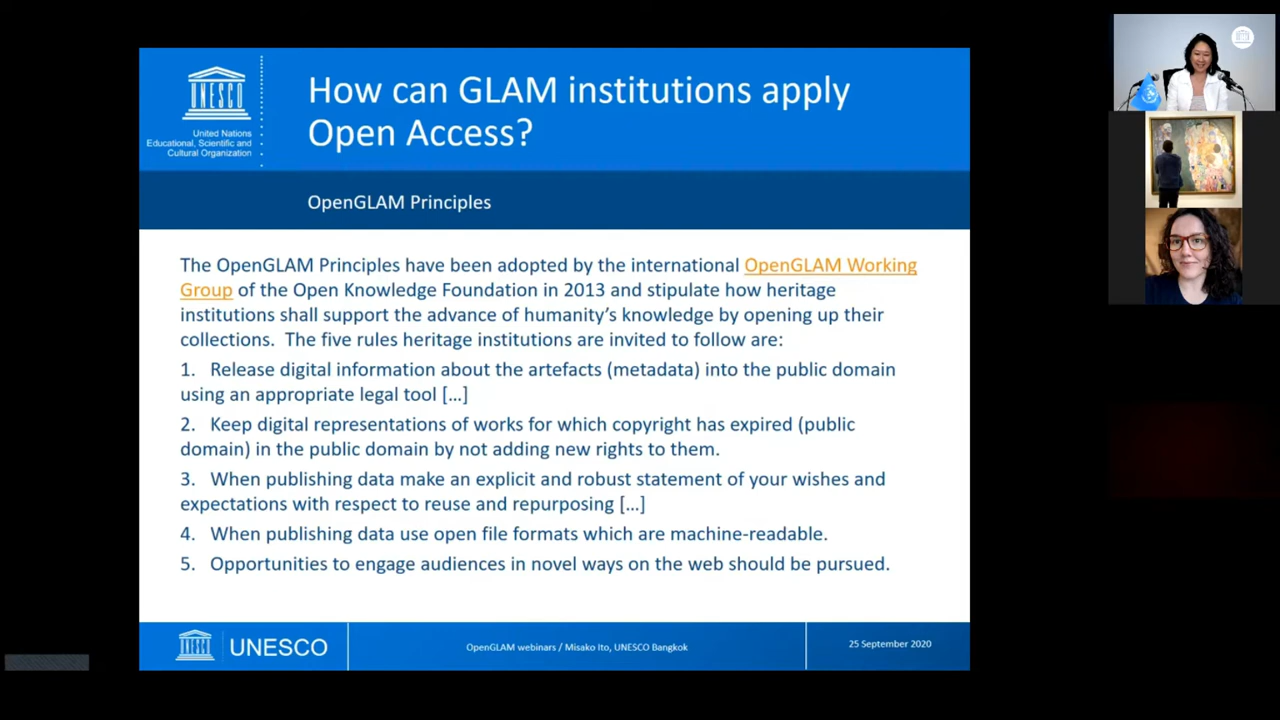 UNESCO
United Nations
Educational, Scientific and
Cultural Organization
How can GLAM institutions apply
Open Access?
OpenGLAM Principles
The OpenGLAM Principles have been adopted by the international OpenGLAM Working
Group of the Open Knowledge Foundation in 2013 and stipulate how heritage
institutions shall support the advance of humanity’s knowledge by opening up their
collections.  The five rules heritage institutions are invited to follow are:
1. Release digital information about the artefacts (metadata) into the public domain
using an appropriate legal tool […]
2. Keep digital representations of works for which copyright has expired (public
domain) in the public domain by not adding new rights to them.
3. When publishing data make an explicit and robust statement of your wishes and
expectations with respect to reuse and repurposing […]
4. When publishing data use open file formats which are machine-readable.
5. Opportunities to engage audiences in novel ways on the web should be pursued.
UNESCO
OpenGLAM webinars / Misako Ito, UNESCO Bangkok
25 September 2020